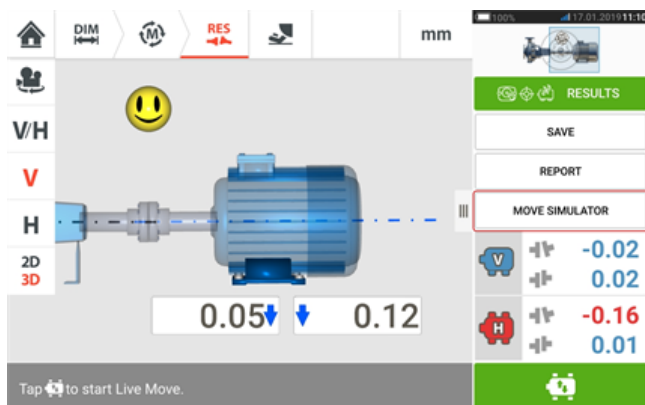 DIM
M
RES
mm
100%
17.01.2019 11:10
RESULTS
V/H
SAVE
V
REPORT
H
MOVE SIMULATOR
2D
3D
V
-0.02
0.02
0.05
0.12
H
-0.16
0.01
Tap to start Live Move.